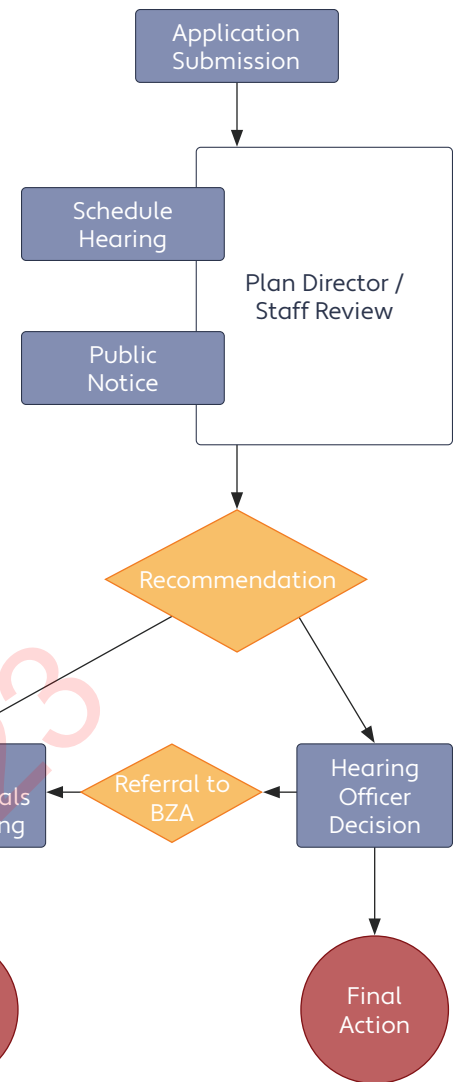 Application
Submission
Schedule
Hearing
Plan Director /
Staff Review
Public
Notice
Recommendation
Referral to
BZA
Hearing
Officer
Decision
Final
Action